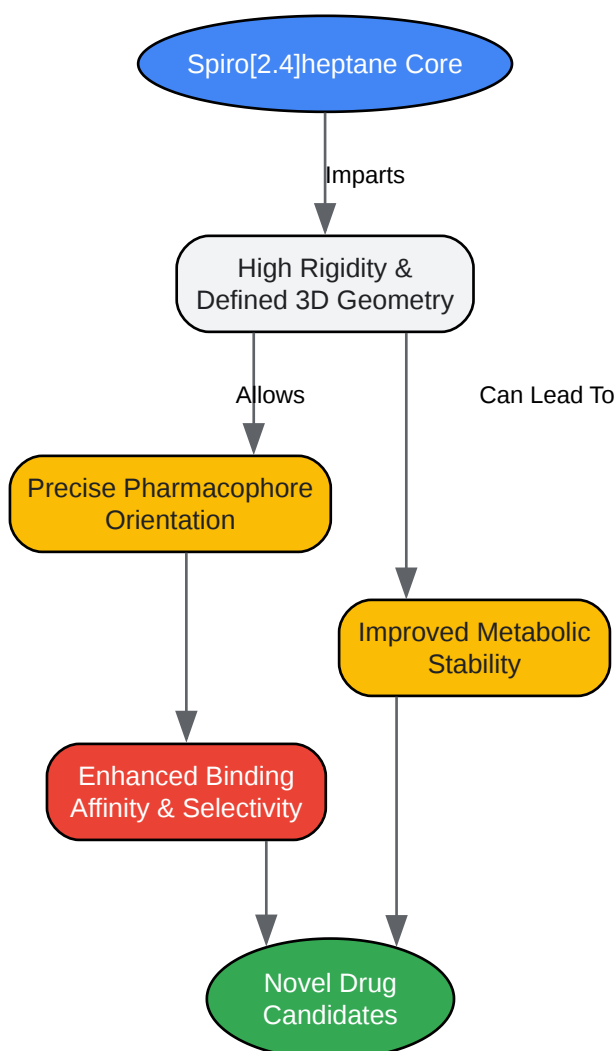 Spiro[2.4]heptane Core
Imparts
High Rigidity &
Defined 3D Geometry
Allows
Can Lead To
Precise Pharmacophore
Orientation
Improved Metabolic
Stability
Enhanced Binding
Affinity & Selectivity
Novel Drug
Candidates